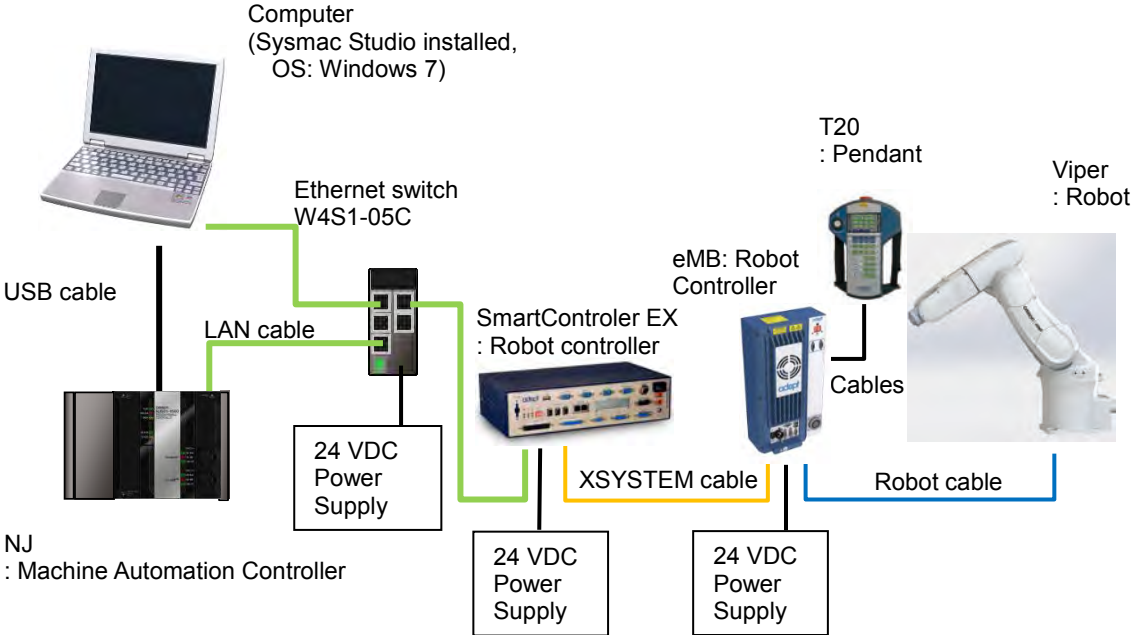 Computer
(Sysmac Studio installed,
OS: Windows 7)
T20
: Pendant
Viper
: Robot
Ethernet switch
W4S1-05C
eMB: Robot
Controller
USB cable
LAN cable
SmartControler EX
: Robot controller
adept
adept
Cables
24 VDC
Power
Supply
XSYSTEM cable
Robot cable
NJ
: Machine Automation Controller
24 VDC
Power
Supply
24 VDC
Power
Supply